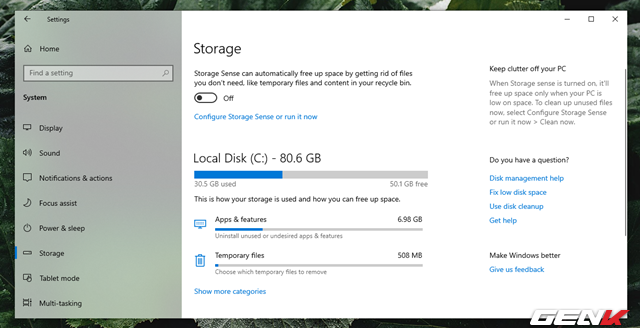 Settings
Home
Find a setting
System
Display
Sound
Notifications & actions
Focus assist
Power & sleep
Storage
Tablet mode
Multi-tasking
Storage
Storage Sense can automatically free up space by getting rid of files
you don't need, like temporary files and content in your recycle bin.
Off
Configure Storage Sense or run it now
Local Disk (C:) - 80.6 GB
30.5 GB used
50.1 GB free
This is how your storage is used and how you can free up space.
Apps & features
6.98 GB
Uninstall unused or undesired apps & features
Temporary files
508 MB
Choose which temporary files to remove
Show more categories
Keep clutter off your PC
When Storage sense is turned on, it'll
free up space only when your PC is
low on space. To clean up unused files
now, select Configure Storage Sense
or run it now > Clean now.
Do you have a question?
Disk management help
Fix low disk space
Use disk cleanup
Get help
Make Windows better
Give us feedback
GENK